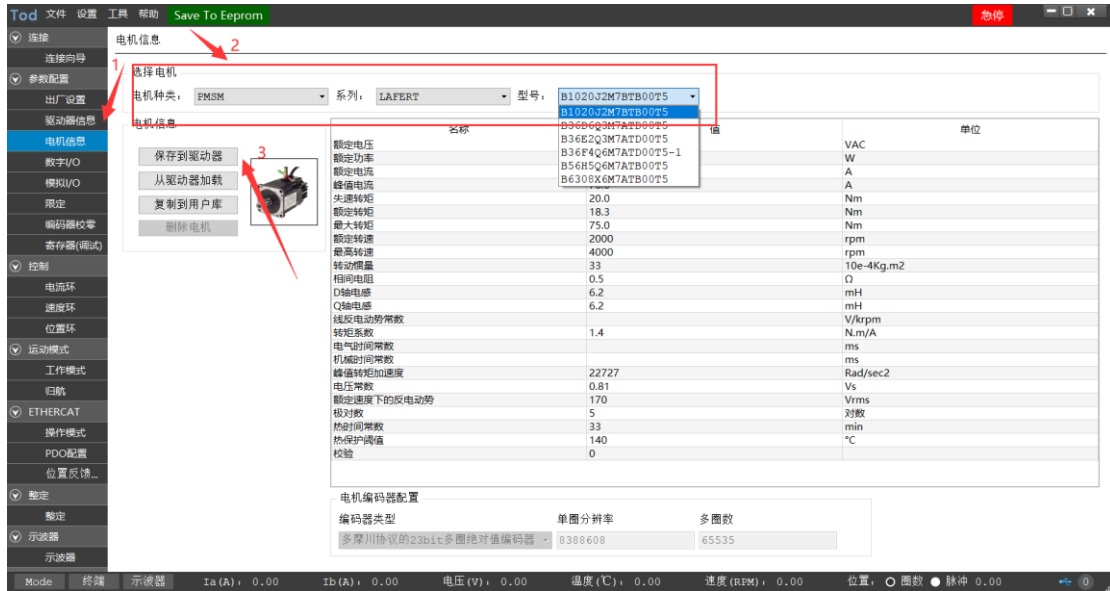 Tod 文件 设置 工具 帮助 Save To Eeprom 急停
连接
连接向导
参数配置
出厂设置
驱动器信息
电机信息
数字I/O
模拟I/O
限定
编码器校零
寄存器(调试)
控制
电流环
速度环
位置环
运动模式
工作模式
归航
ETHERCAT
操作模式
PDO配置
位置反馈...
整定
整定
示波器
示波器
电机信息
1
2
3
选择电机
电机种类: PMSM 系列: LAFERT 型号: B1020J2M7BTB00T5
B1020J2M7BTB00T5
B36D6Q3M7ATD00T5
B36E2Q3M7ATD00T5
B36F4Q6M7ATD00T5-1
B56H5Q6M7ATB00T5
B6308X6M7ATB00T5
电机信息
保存到驱动器
从驱动器加载
复制到用户库
删除电机
名称 值 单位
额定电压 VAC
额定功率 W
额定电流 A
峰值电流 A
失速转矩 20.0 Nm
额定转矩 18.3 Nm
最大转矩 75.0 Nm
额定转速 2000 rpm
最高转速 4000 rpm
转动惯量 33 10e-4Kg.m2
相间电阻 0.5 Ω
D轴电感 6.2 mH
Q轴电感 6.2 mH
线反电动势常数 V/krpm
转矩系数 1.4 N.m/A
电气时间常数 ms
机械时间常数 ms
峰值转矩加速度 22727 Rad/sec2
电压常数 0.81 Vs
额定速度下的反电动势 170 Vrms
极对数 5 对数
热时间常数 33 min
热保护阈值 140 °C
校验 0
电机编码器配置
编码器类型 单圈分辨率 多圈数
多摩川协议的23bit多圈绝对值编码器 8388608 65535
Mode 终端 示波器 Ia(A): 0.00 Ib(A): 0.00 电压(V): 0.00 温度(℃): 0.00 速度(RPM): 0.00 位置: 圈数 脉冲 0.00 0